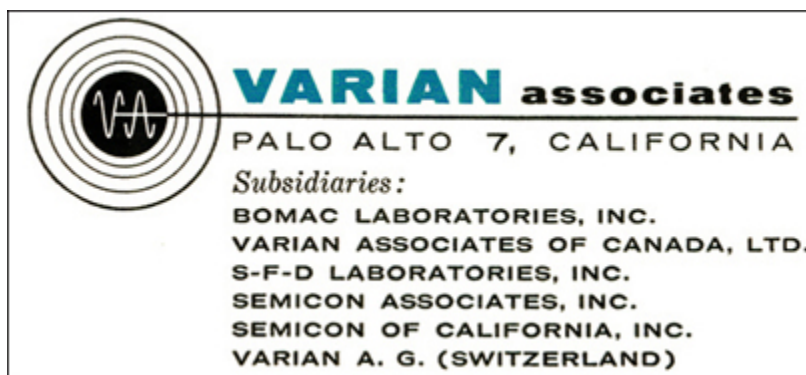 VA
VARIAN associates
PALO ALTO 7, CALIFORNIA
Subsidiaries:
BOMAC LABORATORIES, INC.
VARIAN ASSOCIATES OF CANADA, LTD.
S-F-D LABORATORIES, INC.
SEMICON ASSOCIATES, INC.
SEMICON OF CALIFORNIA, INC.
VARIAN A. G. (SWITZERLAND)